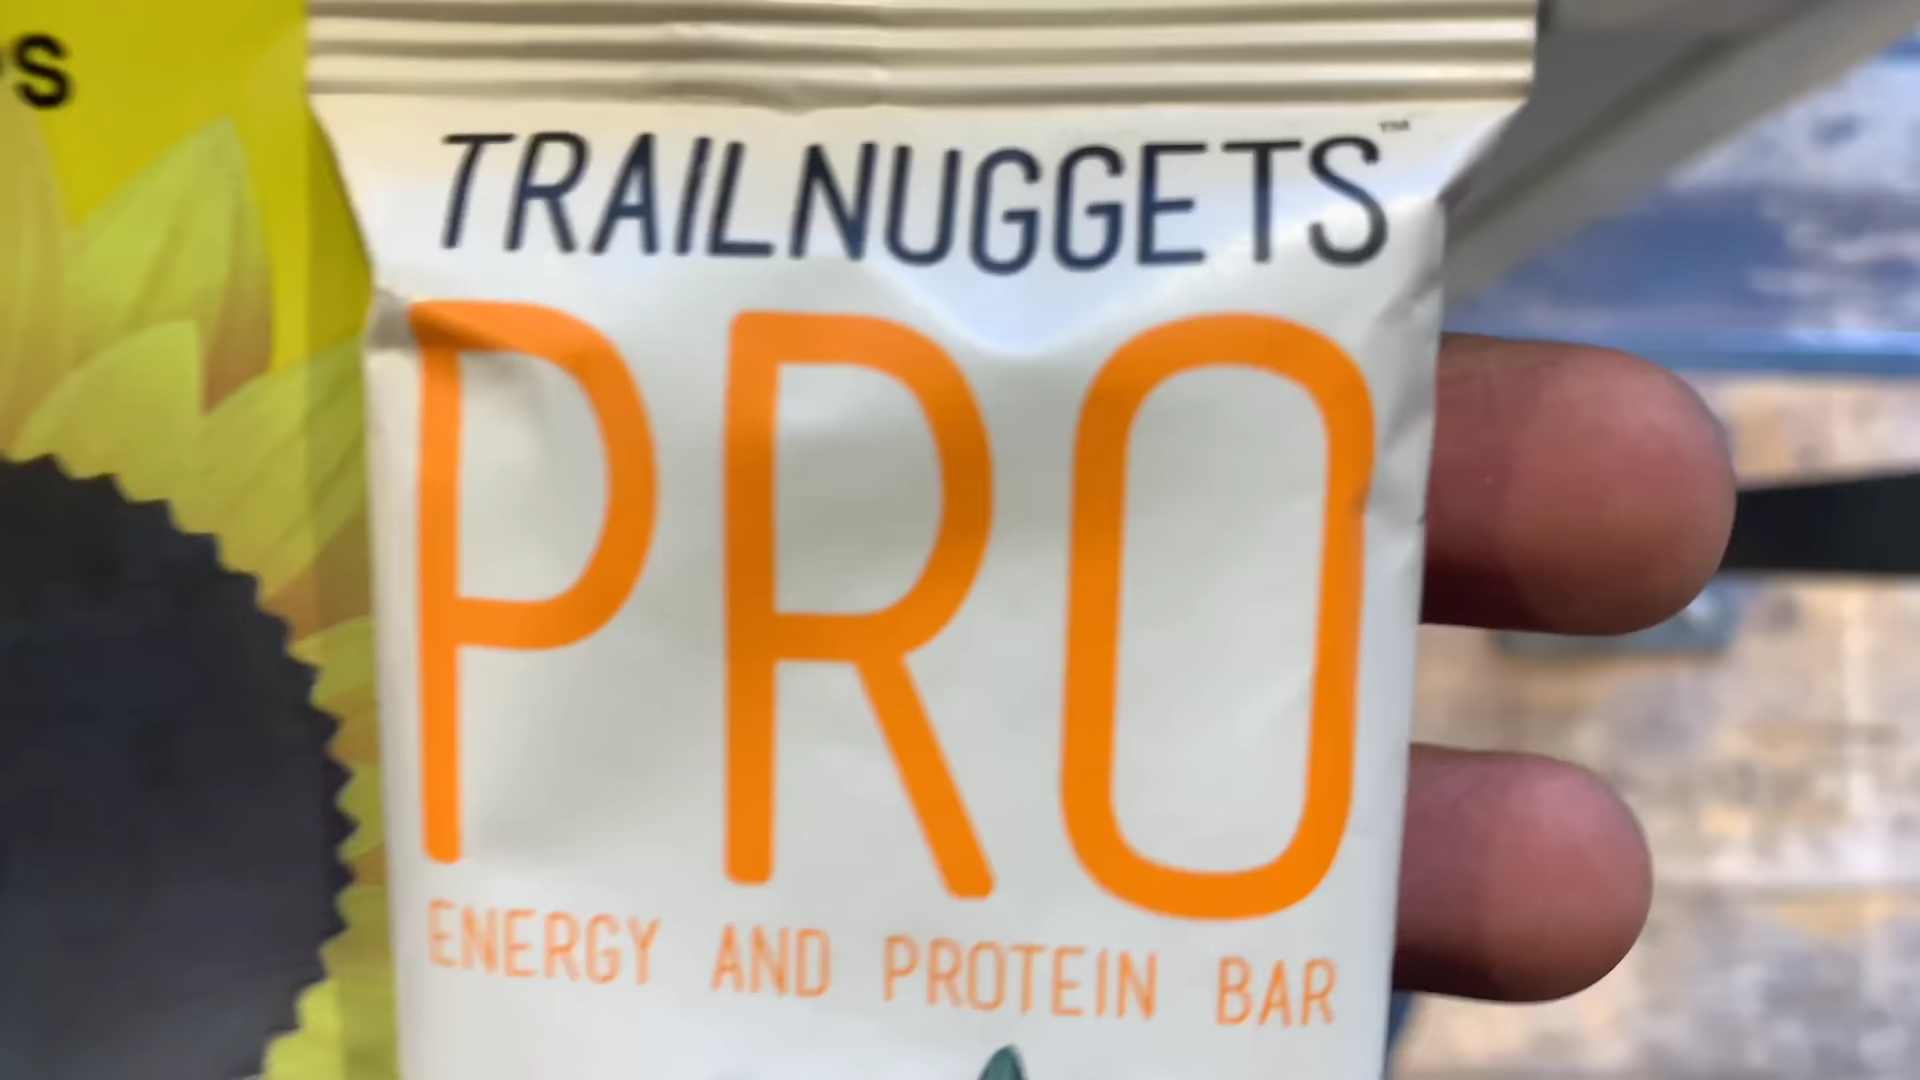 TRAILNUGGETS™
PRO
ENERGY AND PROTEIN BAR